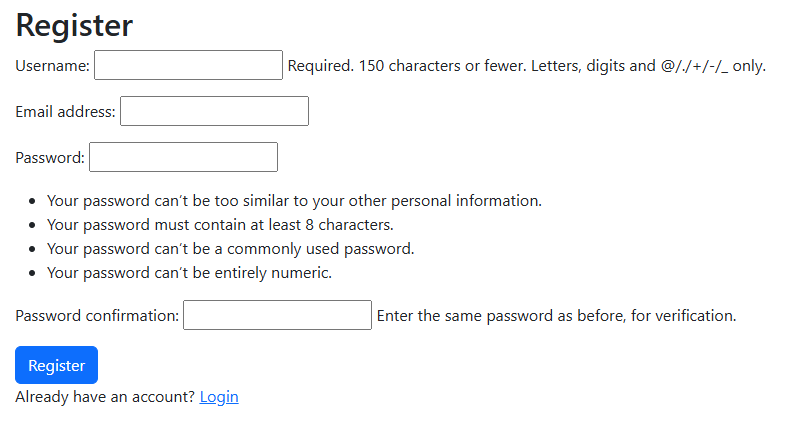 Register
Username: Required. 150 characters or fewer. Letters, digits and @/./+/-/_ only.
Email address:
Password:
• Your password can't be too similar to your other personal information.
• Your password must contain at least 8 characters.
• Your password can't be a commonly used password.
• Your password can't be entirely numeric.
Password confirmation: Enter the same password as before, for verification.
Register
Already have an account? Login